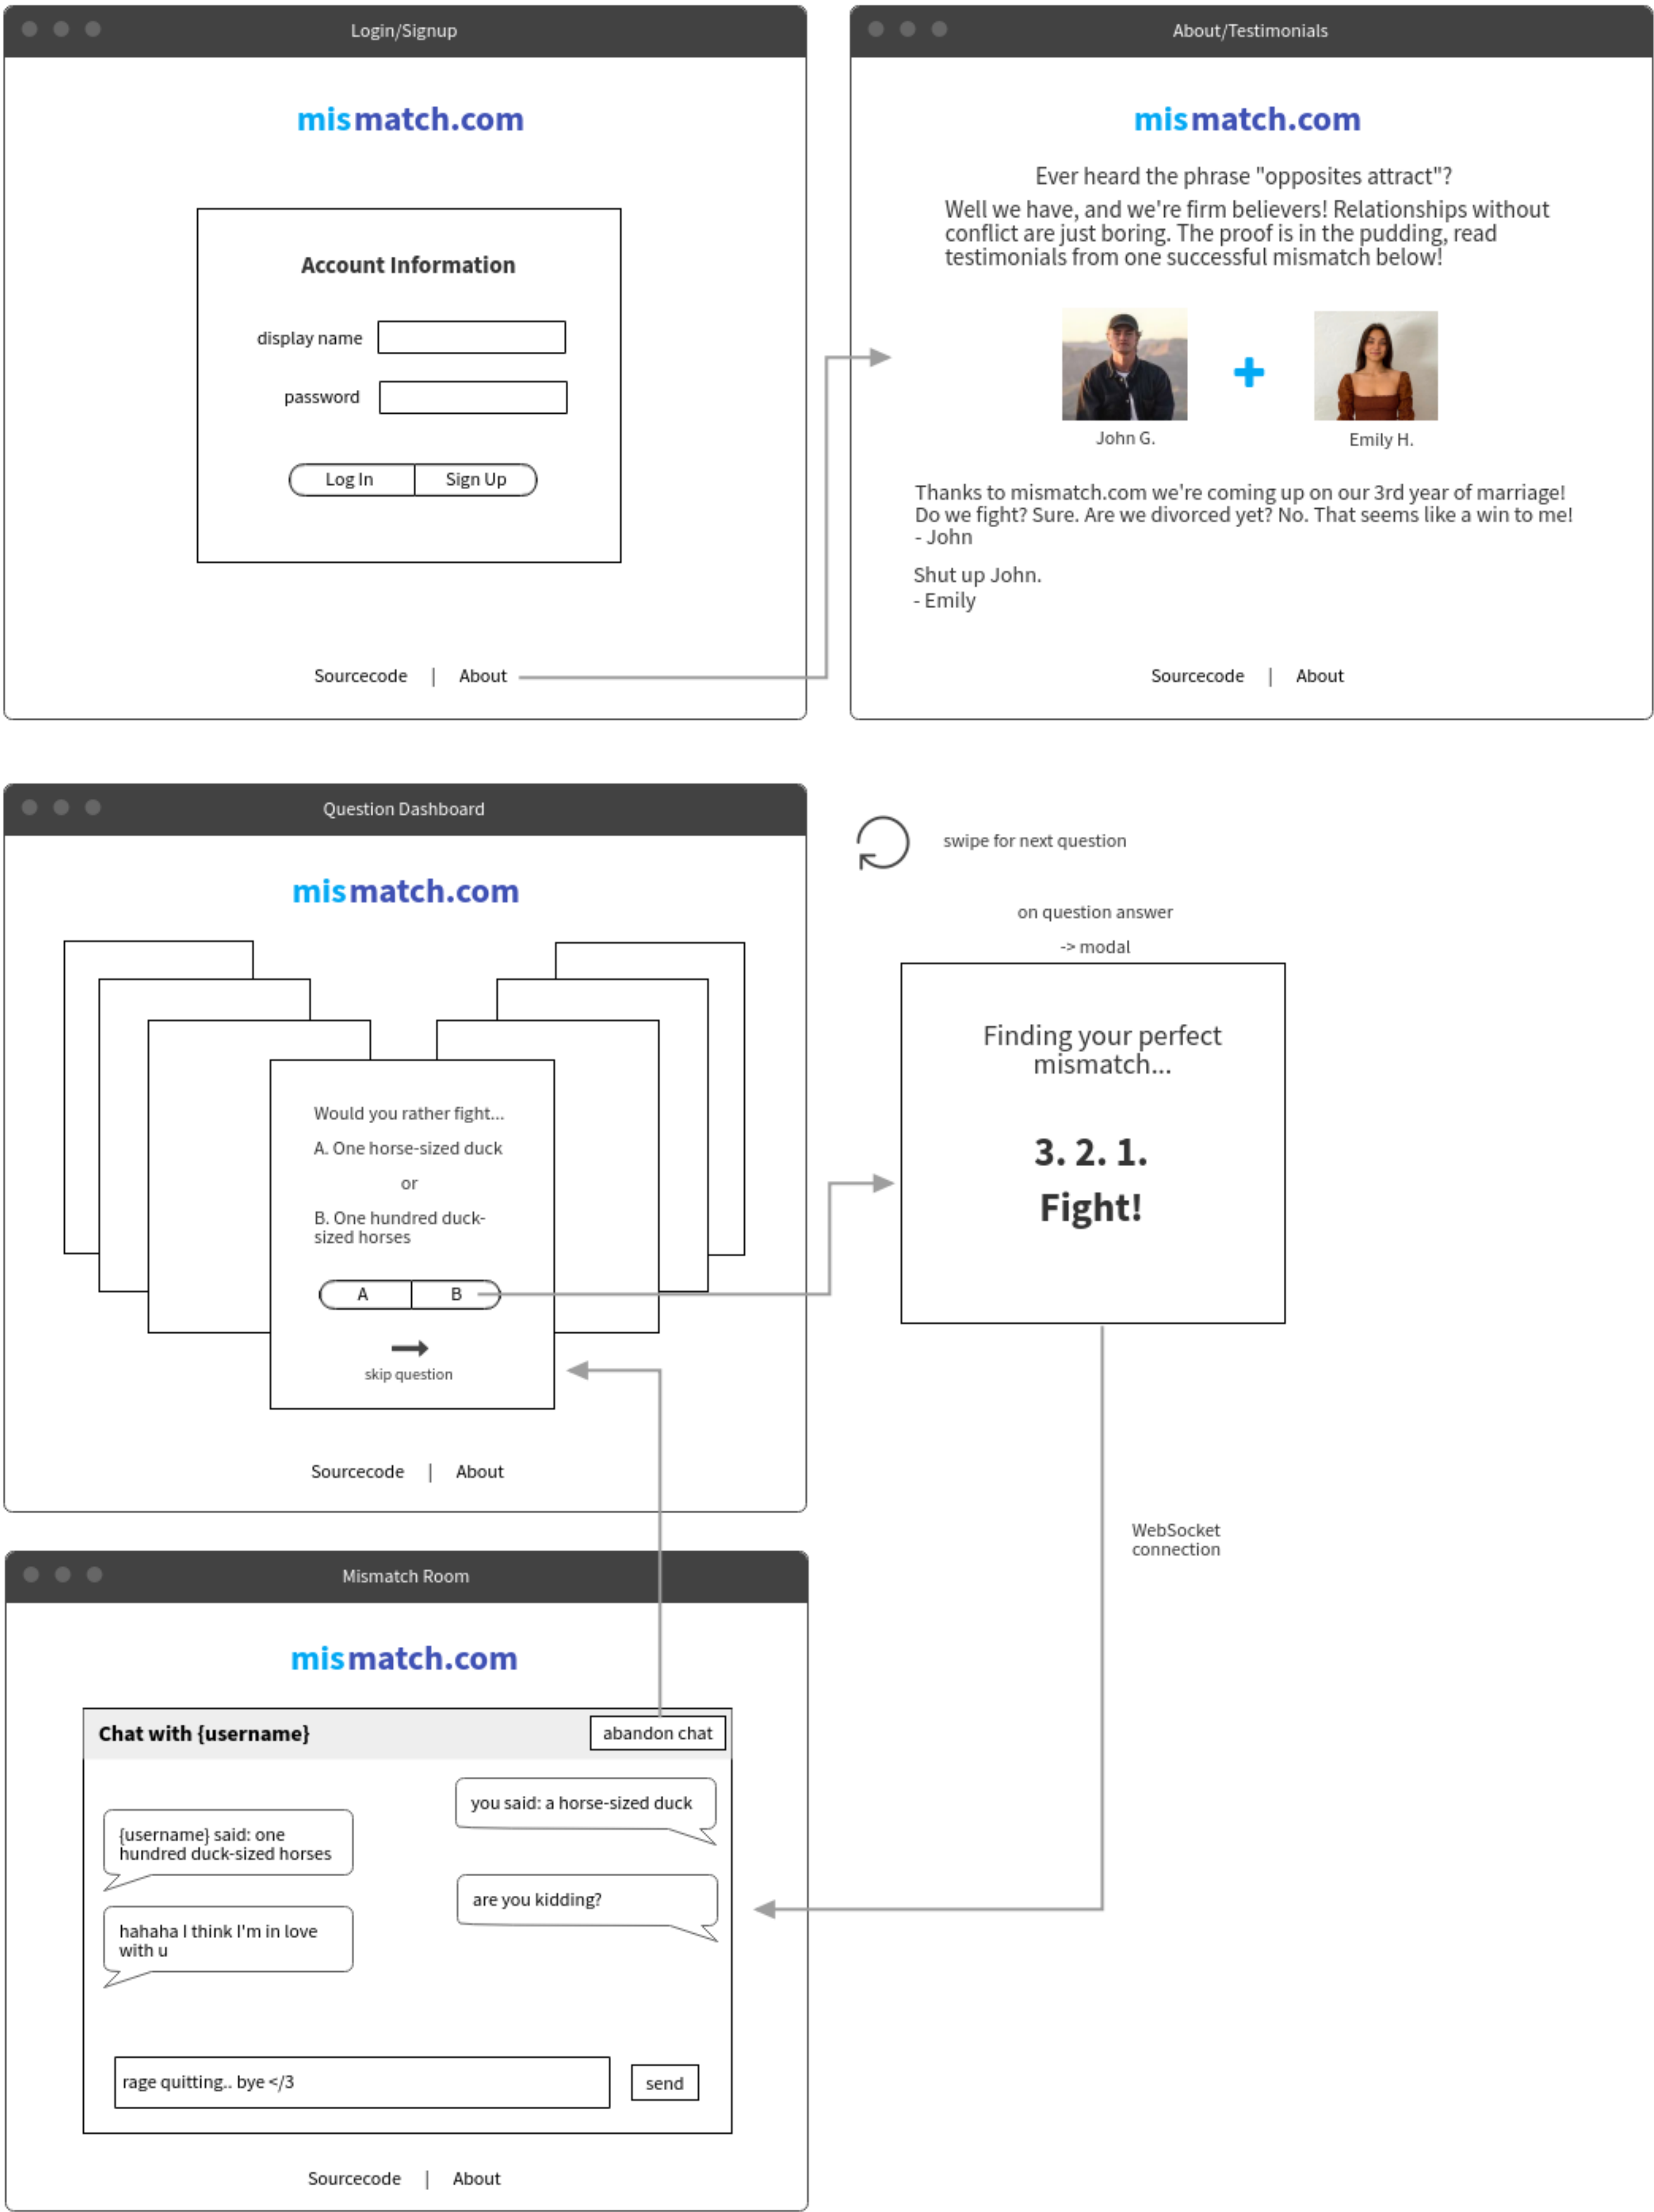 Login/Signup
mismatch.com
Account Information
display name
password
Log In
Sign Up
Sourcecode | About
About/Testimonials
mismatch.com
Ever heard the phrase "opposites attract"?
Well we have, and we're firm believers! Relationships without
conflict are just boring. The proof is in the pudding, read
testimonials from one successful mismatch below!
John G.
Emily H.
Thanks to mismatch.com we're coming up on our 3rd year of marriage!
Do we fight? Sure. Are we divorced yet? No. That seems like a win to me!
- John
Shut up John.
- Emily
Sourcecode | About
Question Dashboard
mismatch.com
Would you rather fight...
A. One horse-sized duck
or
B. One hundred duck-
sized horses
A
B
skip question
Sourcecode | About
swipe for next question
on question answer
-> modal
Finding your perfect
mismatch...
3. 2. 1.
Fight!
WebSocket
connection
Mismatch Room
mismatch.com
Chat with {username}
abandon chat
you said: a horse-sized duck
{username} said: one
hundred duck-sized horses
are you kidding?
hahaha I think I'm in love
with u
rage quitting.. bye </3
send
Sourcecode | About